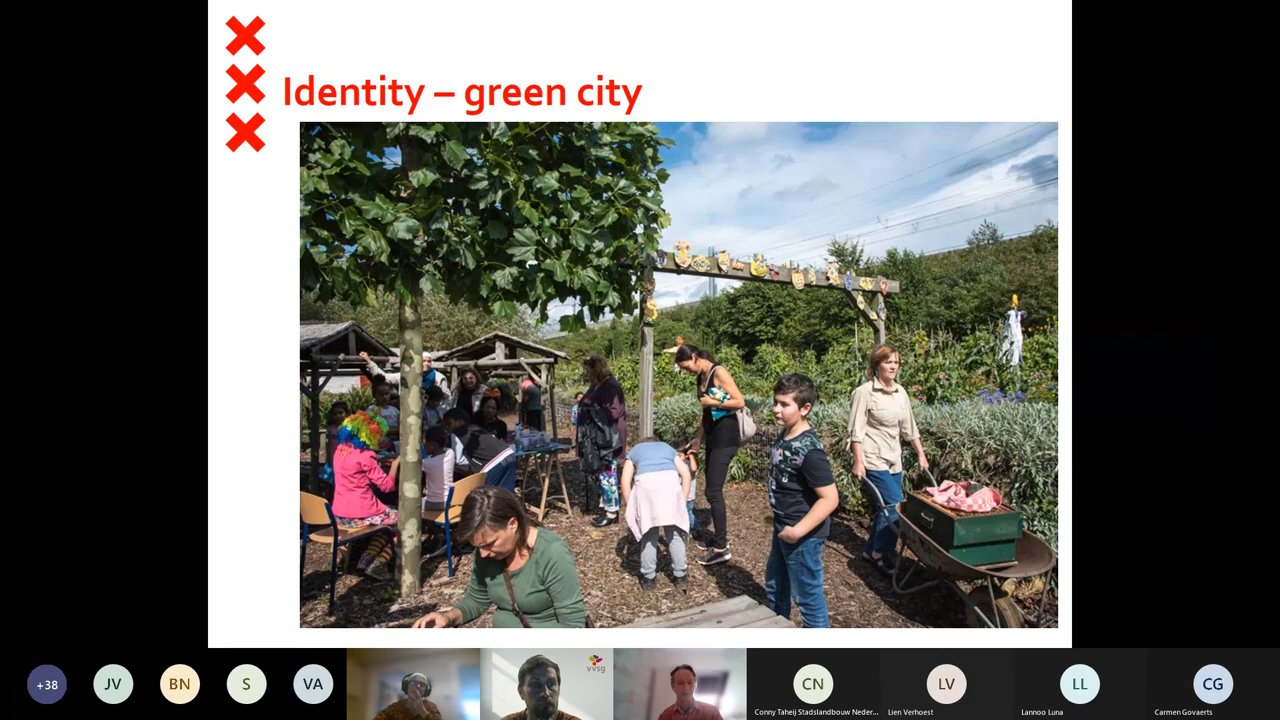 Identity – green city
vvsg
+38
JV
BN
S
VA
CN
LV
LL
CG
Conny Taheij Stadslandbouw Neder...
Lien Verhoest
Lannoo Luna
Carmen Govaerts